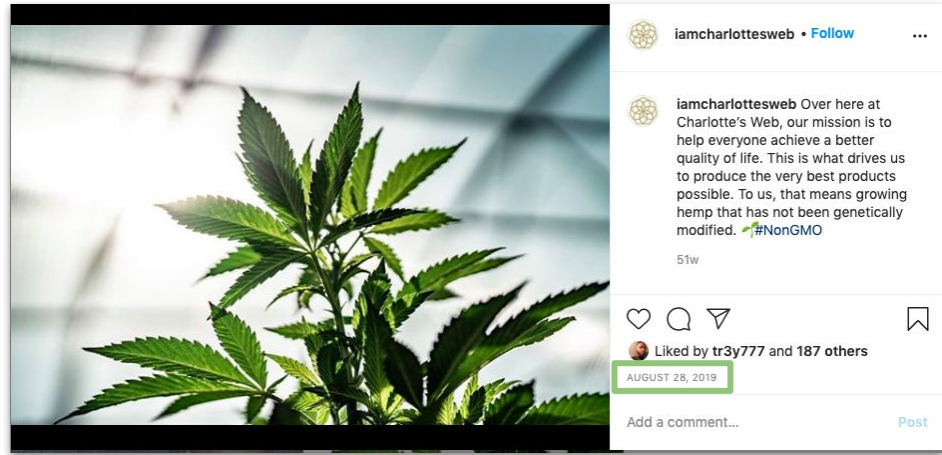 iamcharlottesweb • Follow
iamcharlottesweb Over here at
Charlotte's Web, our mission is to
help everyone achieve a better
quality of life. This is what drives us
to produce the very best products
possible. To us, that means growing
hemp that has not been genetically
modified. 🌱#NonGMO
51w
Liked by tr3y777 and 187 others
AUGUST 28, 2019
Add a comment...
Post